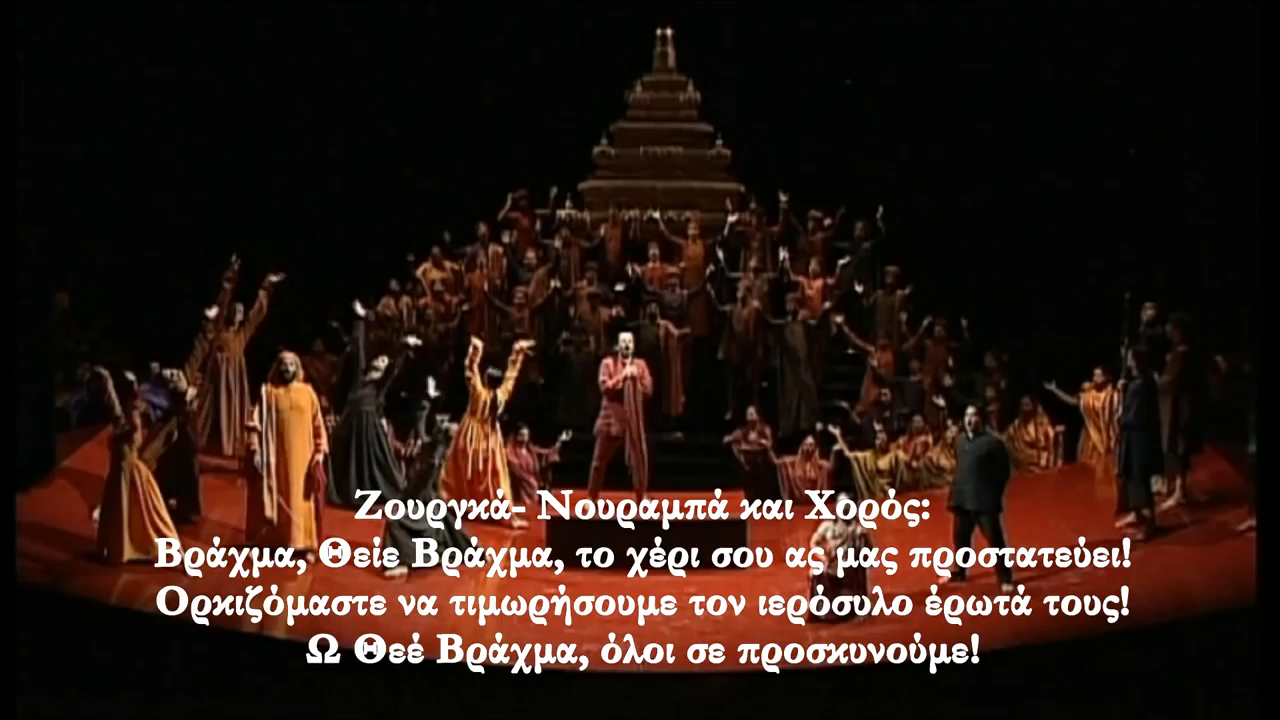 Ζουργκά- Νουραμπά και Χορός:
Βράχμα, Θείε Βράχμα, το χέρι σου ας μας προστατεύει!
Ορκιζόμαστε να τιμωρήσουμε τον ιερόσυλο έρωτά τους!
Ω Θεέ Βράχμα, όλοι σε προσκυνούμε!